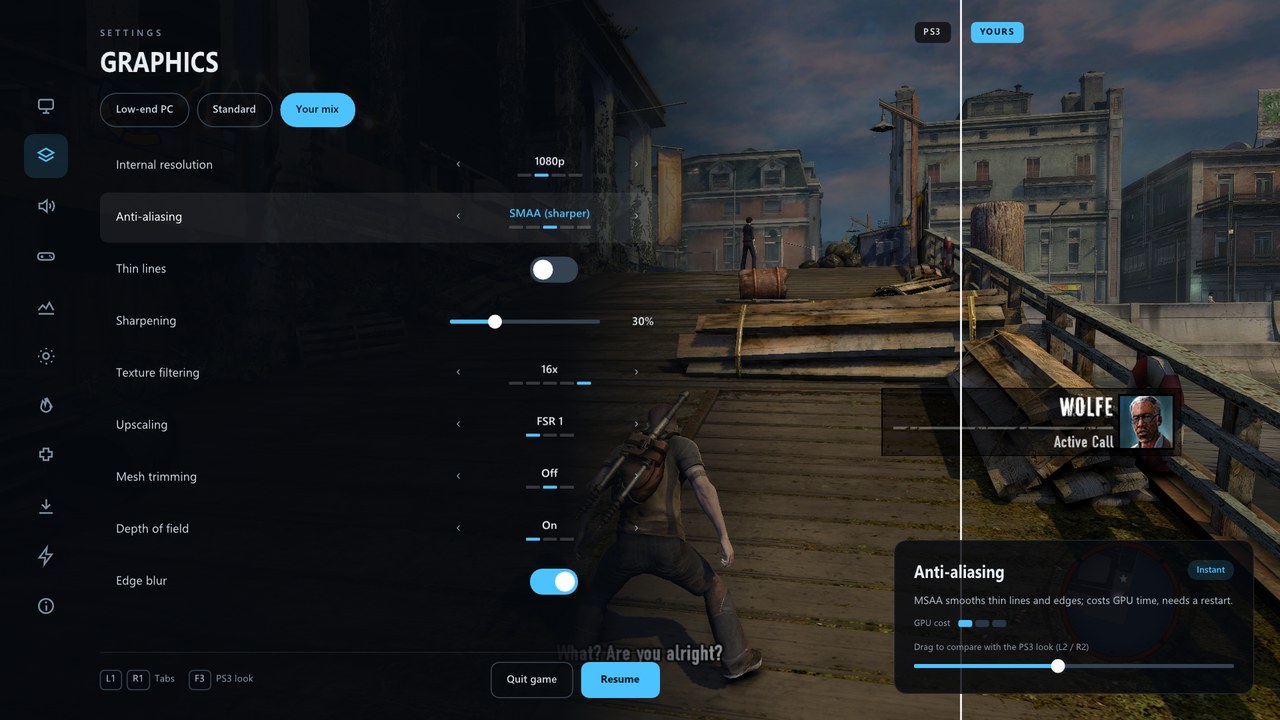 SETTINGS
GRAPHICS
Low-end PC
Standard
Your mix
Internal resolution
1080p
Anti-aliasing
SMAA (sharper)
Thin lines
Sharpening
30%
Texture filtering
16x
Upscaling
FSR 1
Mesh trimming
Off
Depth of field
On
Edge blur
L1 R1 Tabs F3 PS3 look
Quit game
Resume
What? Are you alright?
PS3
YOURS
WOLFE
Active Call
Anti-aliasing
Instant
MSAA smooths thin lines and edges; costs GPU time, needs a restart.
GPU cost
Drag to compare with the PS3 look (L2 / R2)